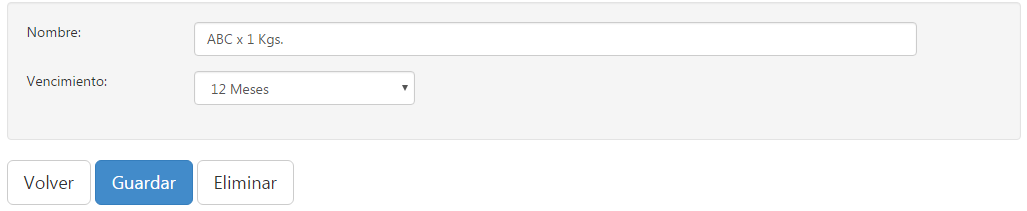 Nombre: ABC x 1 Kgs.
Vencimiento: 12 Meses
Volver Guardar Eliminar